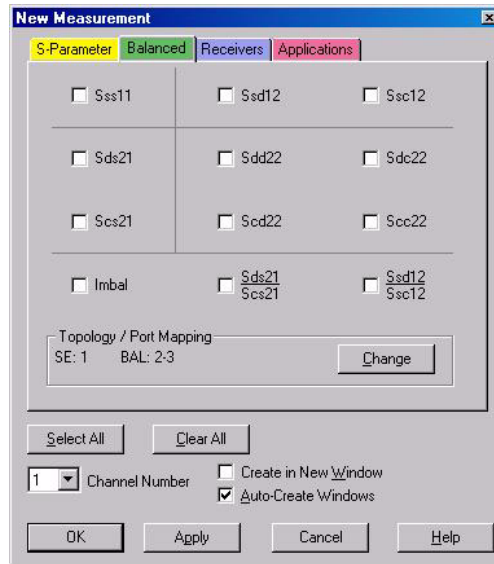 New Measurement
S-Parameter Balanced Receivers Applications
Sss11 Ssd12 Ssc12
Sds21 Sdd22 Sdc22
Scs21 Scd22 Scc22
Imbal Sds21 Ssd12
Scs21 Ssc12
Topology / Port Mapping
SE: 1 BAL: 2-3 Change
Select All Clear All
1 Channel Number
Create in New Window
Auto-Create Windows
OK Apply Cancel Help